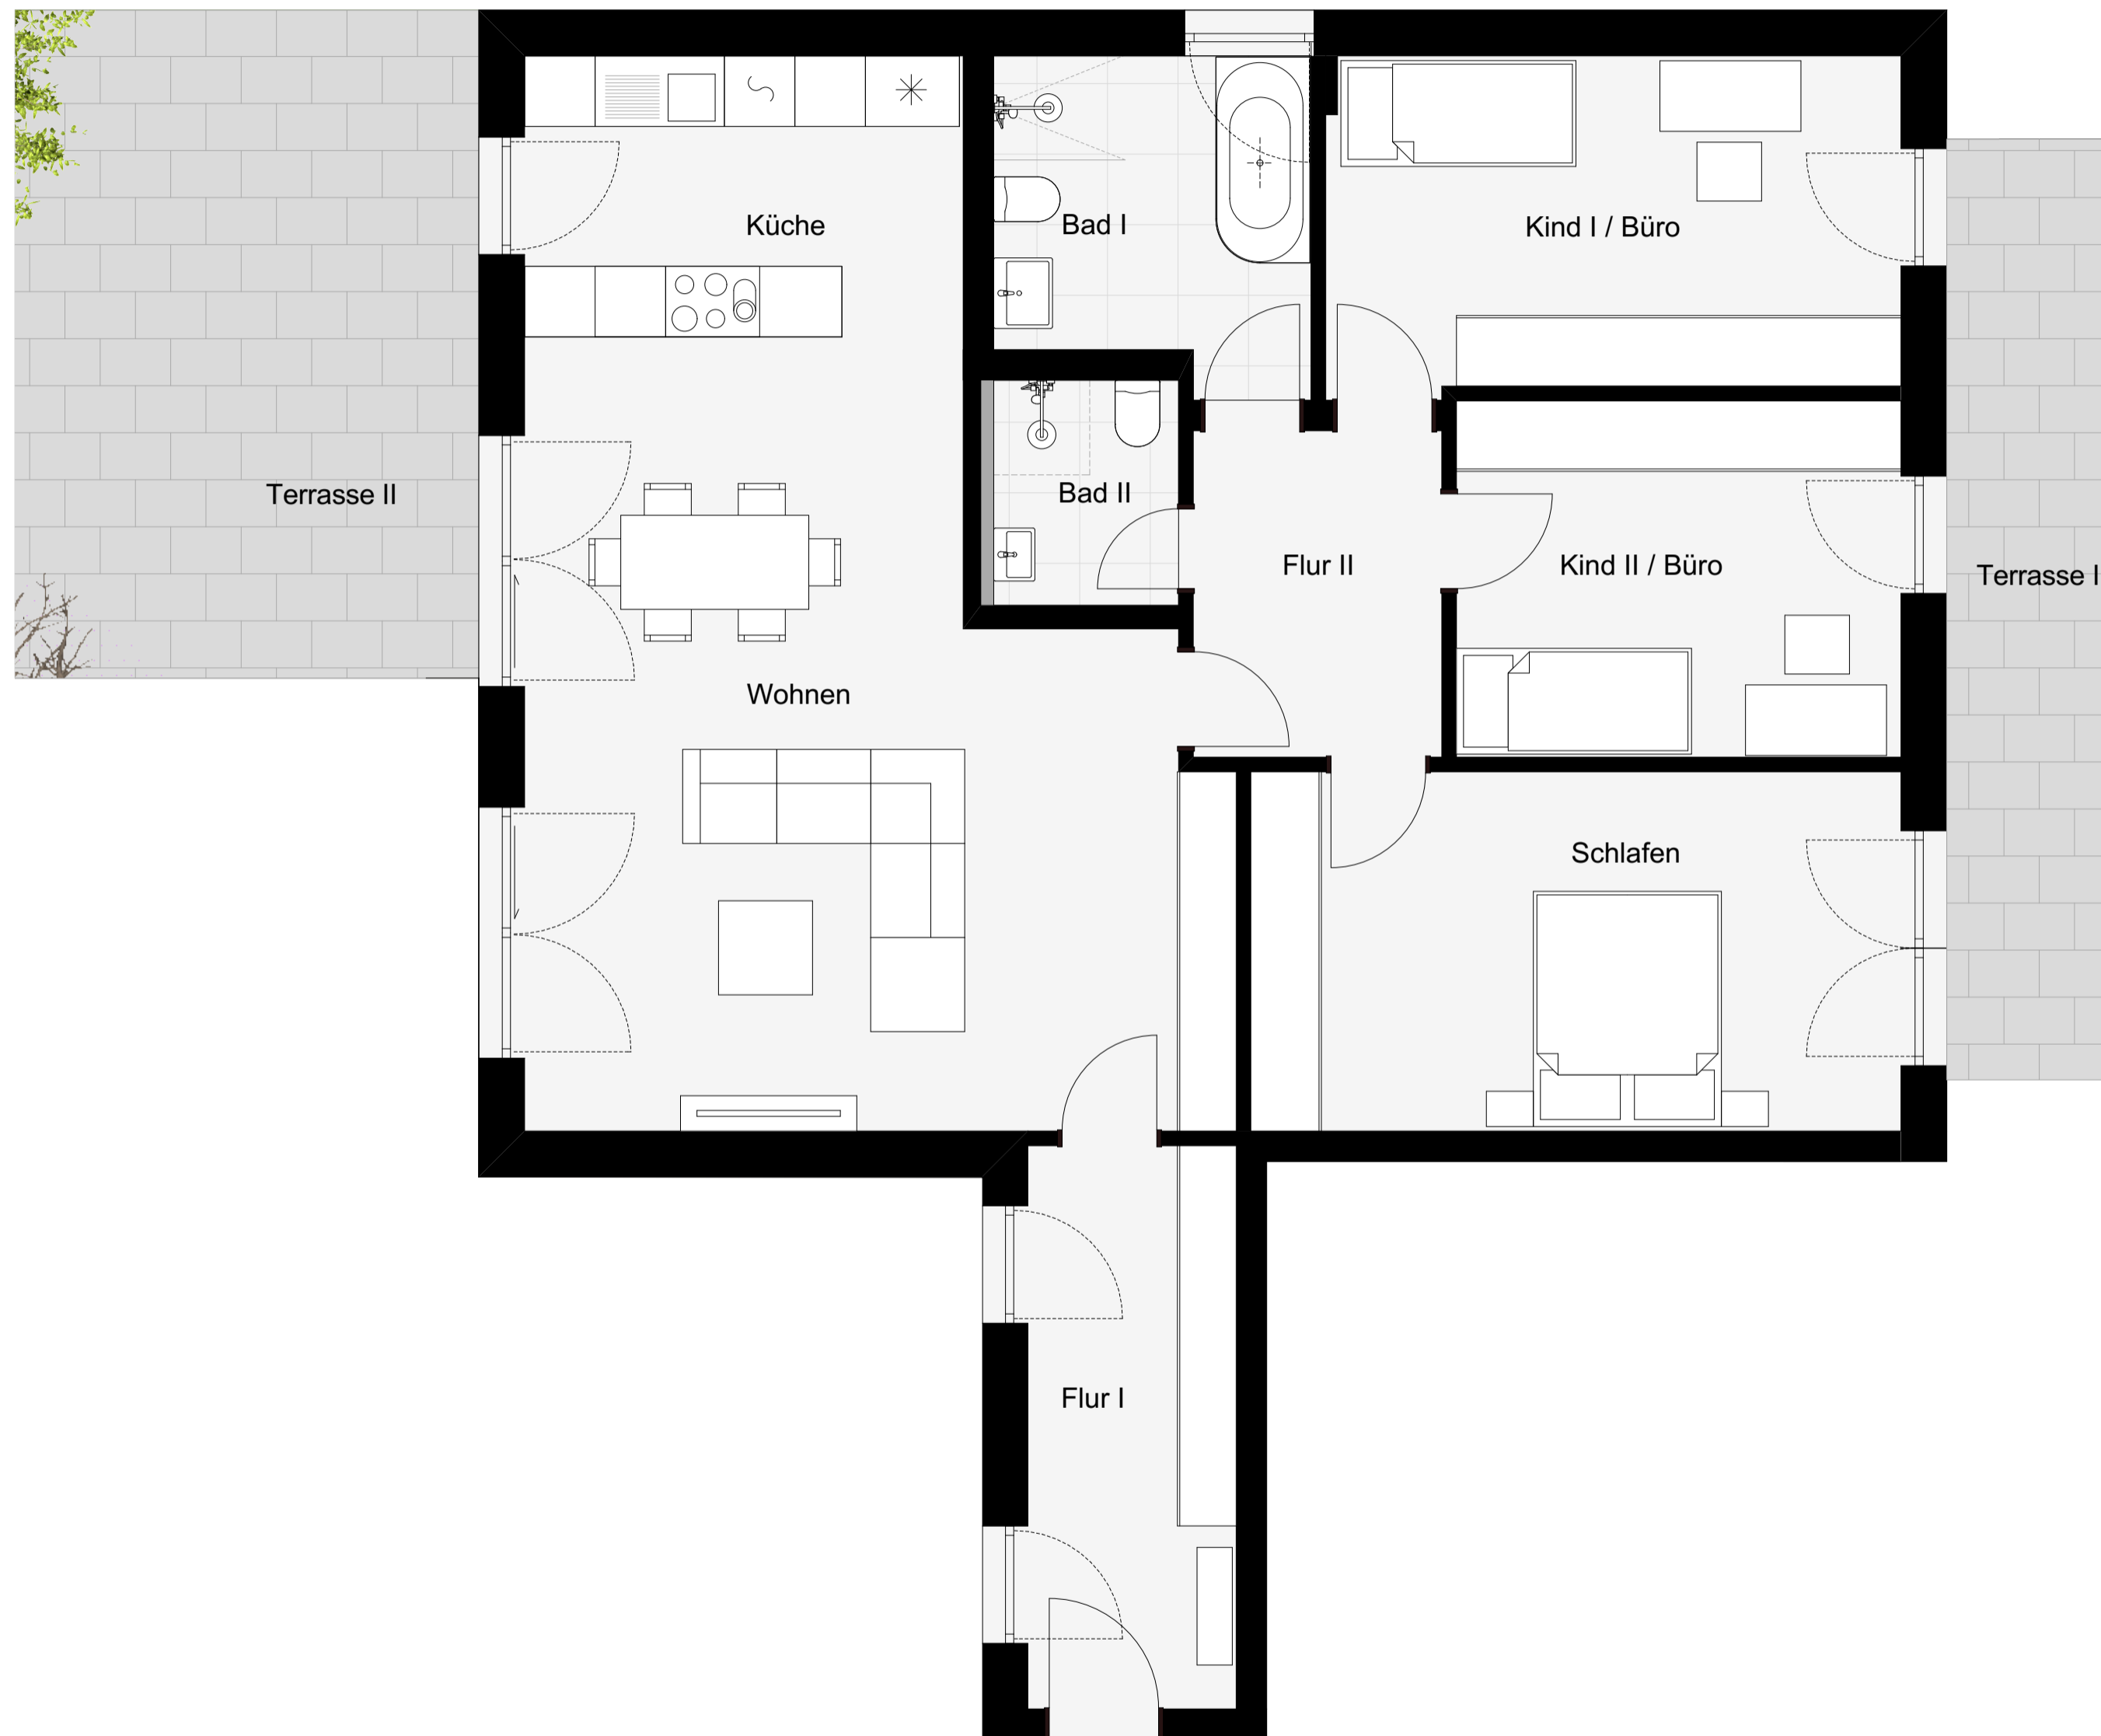 Küche
Bad I
Kind I / Büro
Terrasse II
Bad II
Flur II
Kind II / Büro
Terrasse I
Wohnen
Schlafen
Flur I